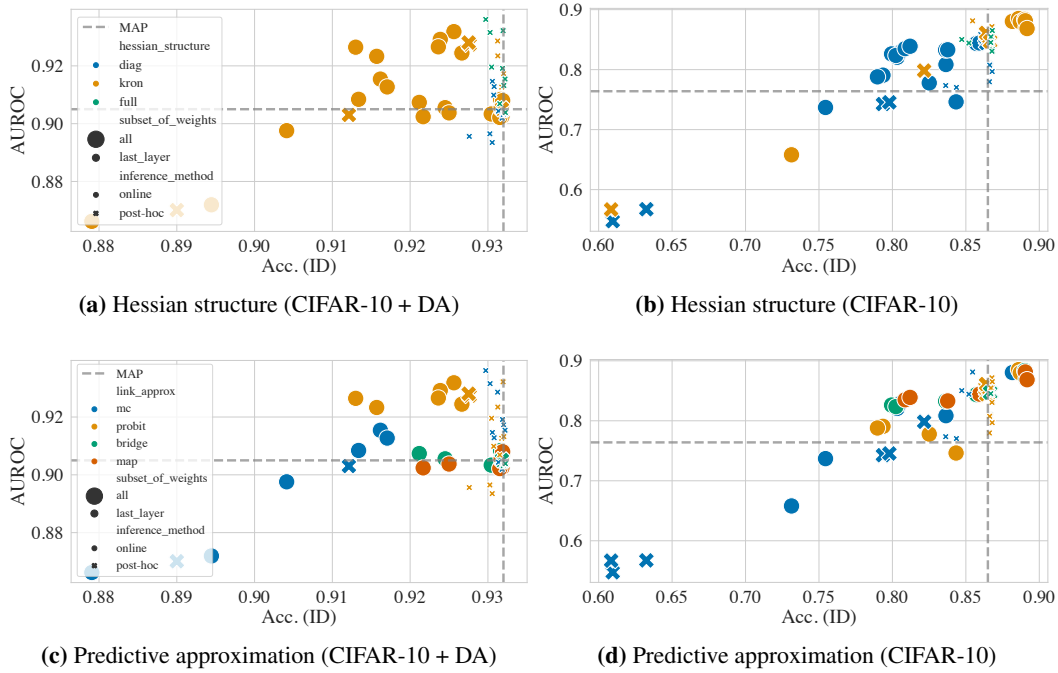 MAP
hessian_structure
diag
kron
full
subset_of_weights
all
last_layer
inference_method
online
post-hoc
AUROC
0.92
0.90
0.88
0.88 0.89 0.90 0.91 0.92 0.93
Acc. (ID)
(a) Hessian structure (CIFAR-10 + DA)
AUROC
0.9
0.8
0.7
0.6
0.60 0.65 0.70 0.75 0.80 0.85 0.90
Acc. (ID)
(b) Hessian structure (CIFAR-10)
MAP
link_approx
mc
probit
bridge
map
subset_of_weights
all
last_layer
inference_method
online
post-hoc
AUROC
0.92
0.90
0.88
0.88 0.89 0.90 0.91 0.92 0.93
Acc. (ID)
(c) Predictive approximation (CIFAR-10 + DA)
AUROC
0.9
0.8
0.7
0.6
0.60 0.65 0.70 0.75 0.80 0.85 0.90
Acc. (ID)
(d) Predictive approximation (CIFAR-10)